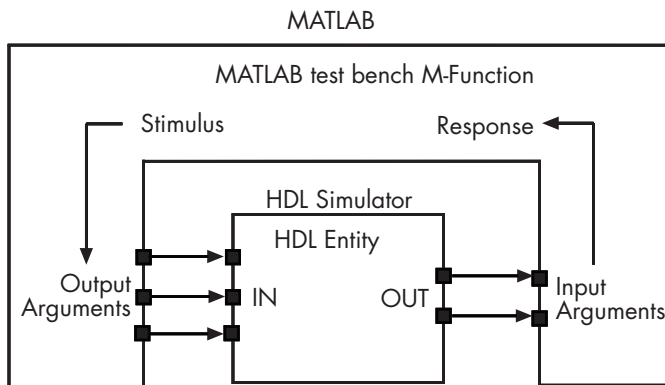 MATLAB
MATLAB test bench M-Function
Stimulus
Response
HDL Simulator
HDL Entity
Output
Arguments
IN
OUT
Input
Arguments